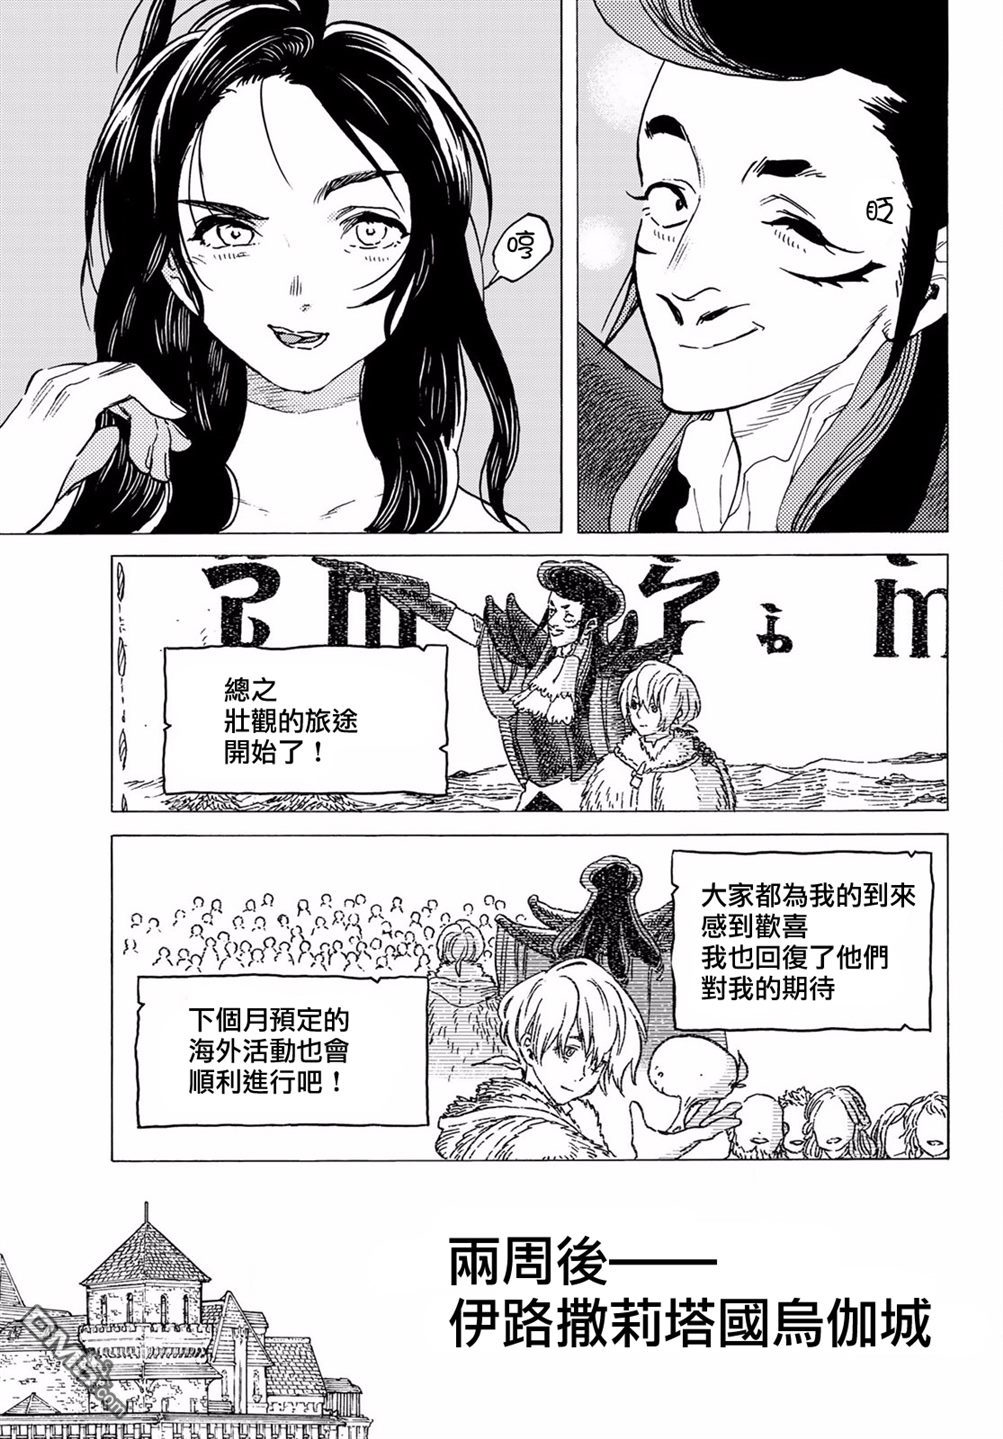 眨
哼
總之
壯觀的旅途
開始了！
大家都為我的到來
感到歡喜
我也回復了他們
對我的期待
下個月預定的
海外活動也會
順利進行吧！
兩周後——
伊路撒莉塔國烏伽城